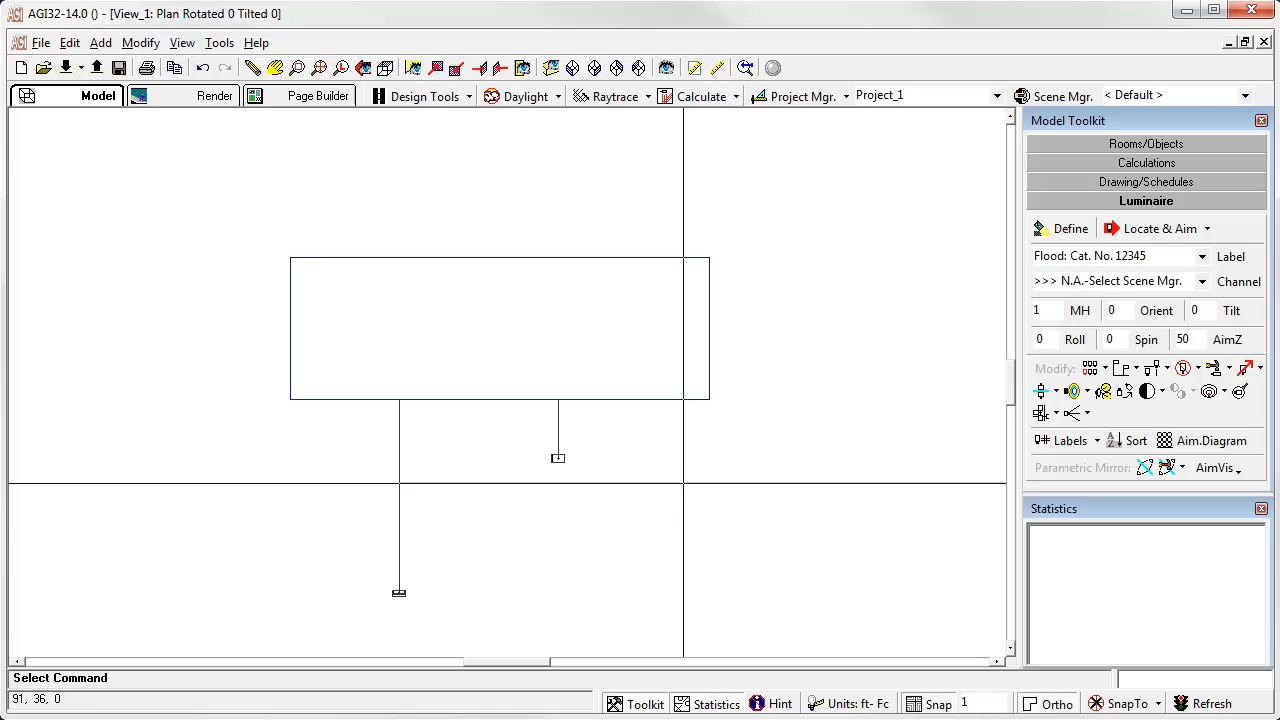 AGI AGI32-14.0 () - [View_1: Plan Rotated 0 Tilted 0]
AGI File Edit Add Modify View Tools Help
Model Render Page Builder Design Tools Daylight Raytrace Calculate Project Mgr. Project_1 Scene Mgr. < Default >
Model Toolkit
Rooms/Objects
Calculations
Drawing/Schedules
Luminaire
Define Locate & Aim
Flood: Cat. No. 12345 Label
>>> N.A.-Select Scene Mgr. Channel
1 MH 0 Orient 0 Tilt
0 Roll 0 Spin 50 AimZ
Modify:
Labels Sort Aim.Diagram
Parametric Mirror: AimVis
Statistics
Select Command
91, 36, 0
Toolkit Statistics Hint Units: ft- Fc Snap 1 Ortho SnapTo Refresh